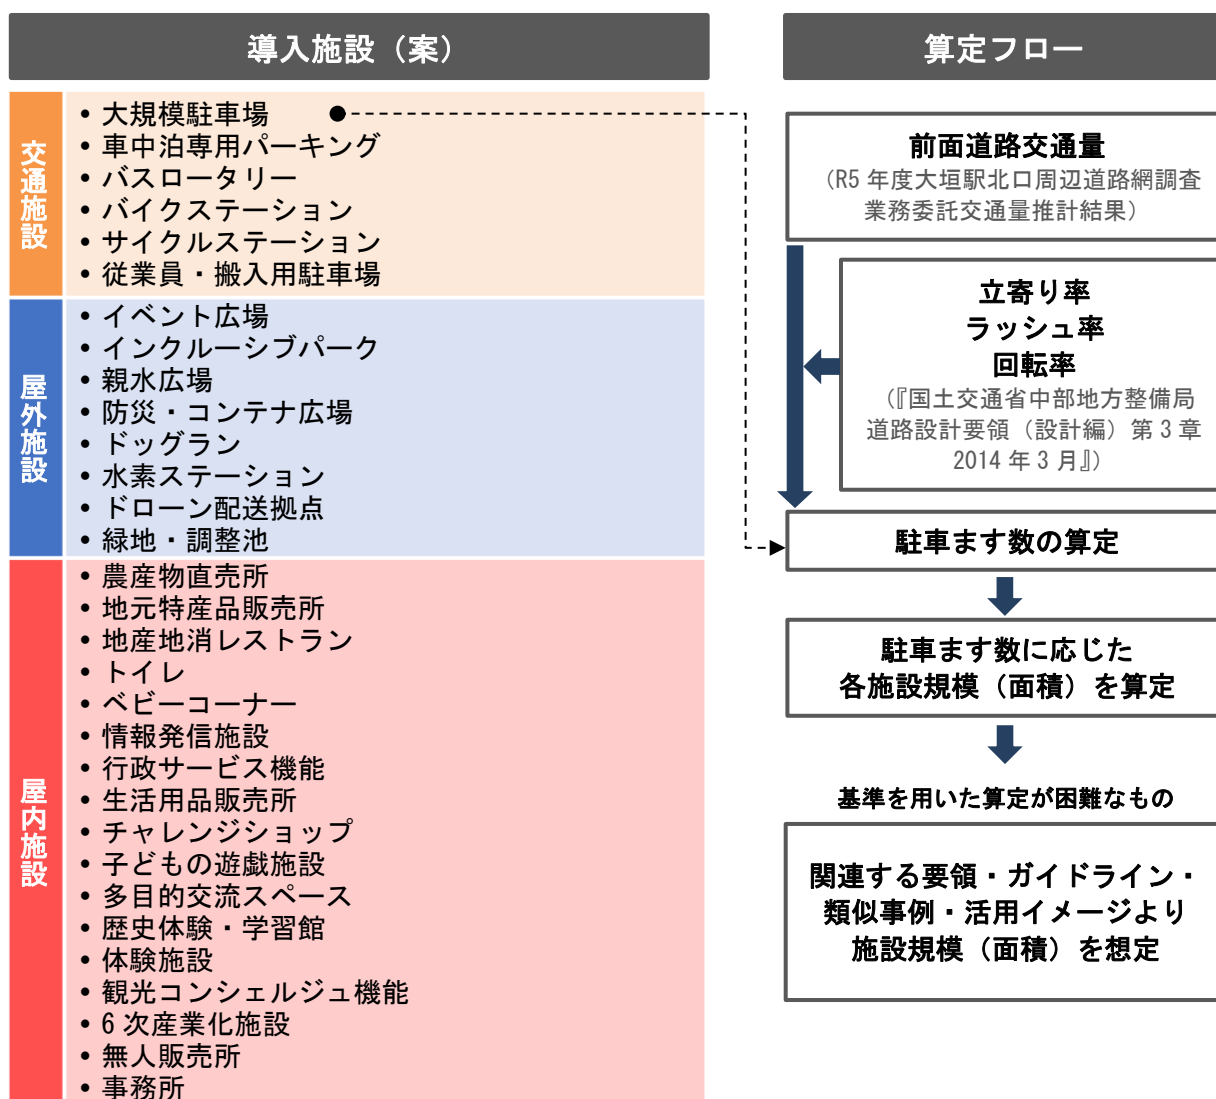 導入施設（案）
交通施設
• 大規模駐車場
• 車中泊専用パーキング
• バスロータリー
• バイクステーション
• サイクルステーション
• 従業員・搬入用駐車場
屋外施設
• イベント広場
• インクルーシブパーク
• 親水広場
• 防災・コンテナ広場
• ドッグラン
• 水素ステーション
• ドローン配送拠点
• 緑地・調整池
屋内施設
• 農産物直売所
• 地元特産品販売所
• 地産地消レストラン
• トイレ
• ベビーコーナー
• 情報発信施設
• 行政サービス機能
• 生活用品販売所
• チャレンジショップ
• 子どもの遊戯施設
• 多目的交流スペース
• 歴史体験・学習館
• 体験施設
• 観光コンシェルジュ機能
• 6 次産業化施設
• 無人販売所
• 事務所
算定フロー
前面道路交通量
（R5 年度大垣駅北口周辺道路網調査
業務委託交通量推計結果）
立寄り率
ラッシュ率
回転率
（『国土交通省中部地方整備局
道路設計要領（設計編）第 3 章
2014 年 3 月』）
駐車ます数の算定
駐車ます数に応じた
各施設規模（面積）を算定
基準を用いた算定が困難なもの
関連する要領・ガイドライン・
類似事例・活用イメージより
施設規模（面積）を想定